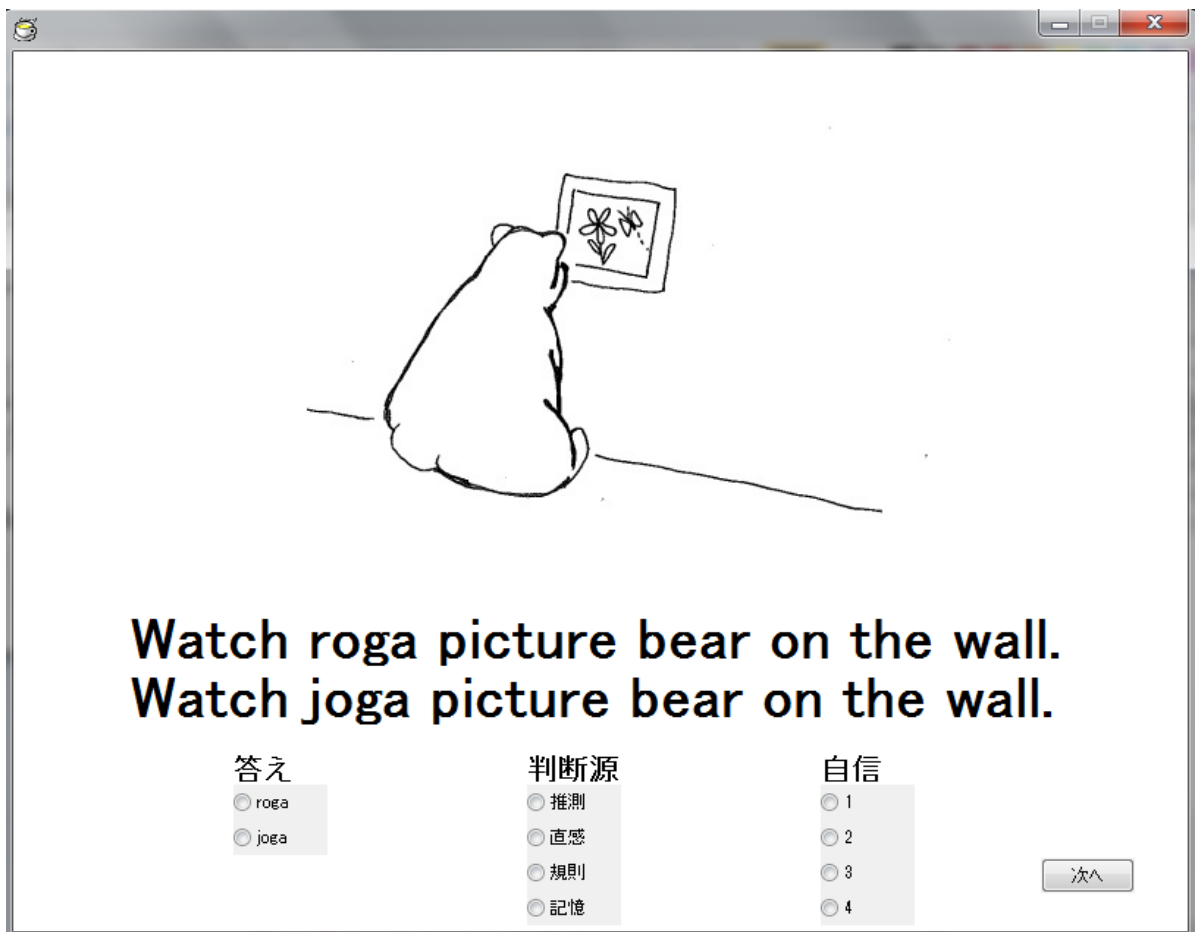 Watch roga picture bear on the wall.
Watch joga picture bear on the wall.
答え
roga
joga
判断源
推測
直感
規則
記憶
自信
1
2
3
4
次へ